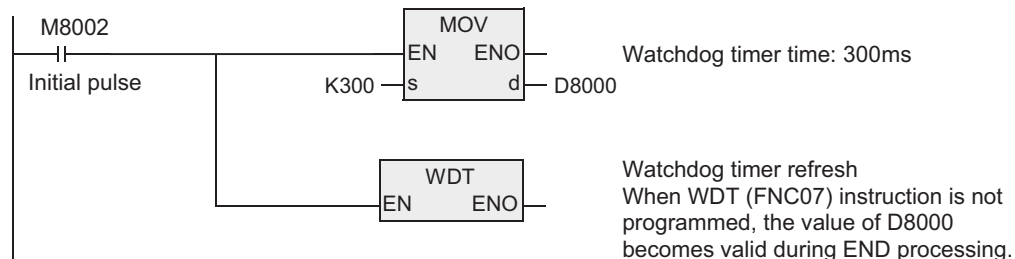 M8002
Initial pulse
MOV
EN ENO
K300 s d D8000
Watchdog timer time: 300ms
WDT
EN ENO
Watchdog timer refresh
When WDT (FNC07) instruction is not
programmed, the value of D8000
becomes valid during END processing.